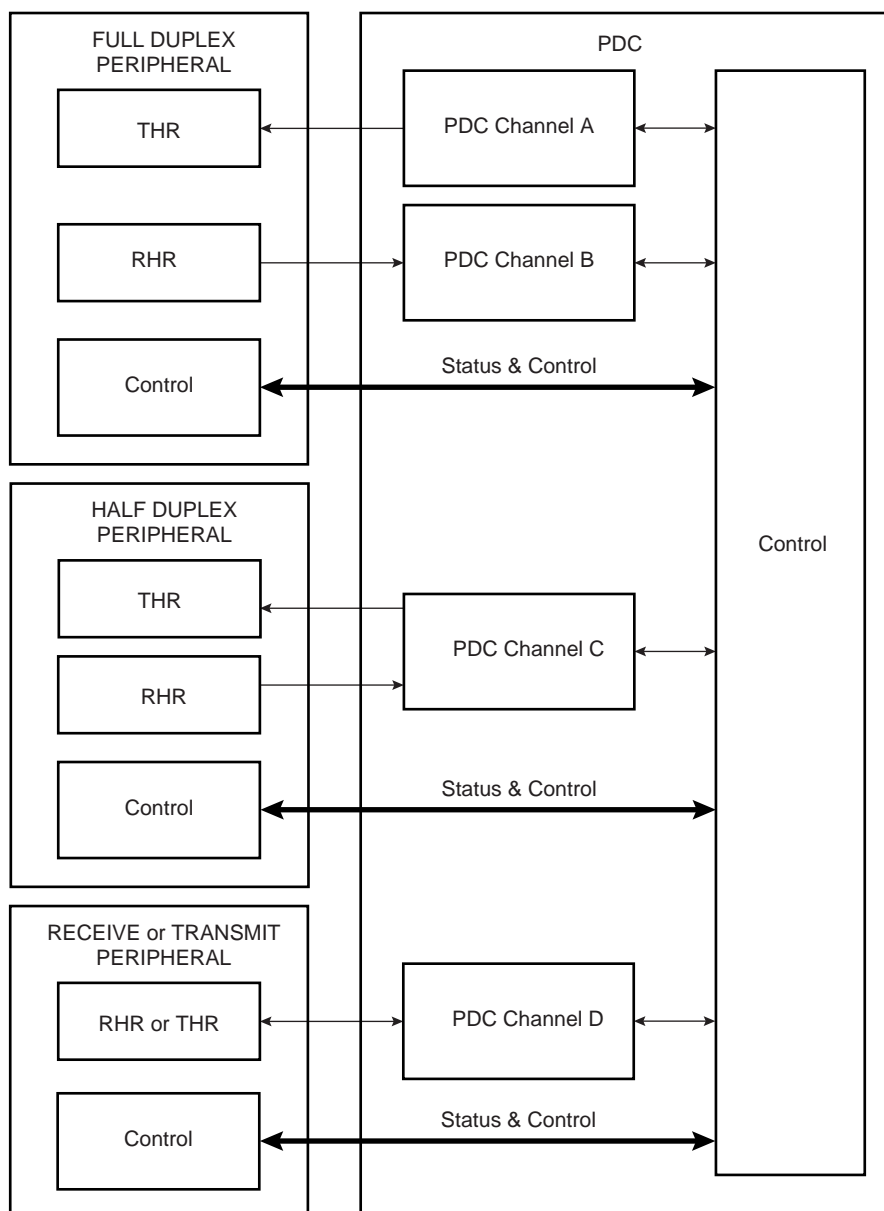 FULL DUPLEX
PERIPHERAL
PDC
THR
PDC Channel A
RHR
PDC Channel B
Control
Status & Control
HALF DUPLEX
PERIPHERAL
Control
THR
PDC Channel C
RHR
Control
Status & Control
RECEIVE or TRANSMIT
PERIPHERAL
RHR or THR
PDC Channel D
Control
Status & Control